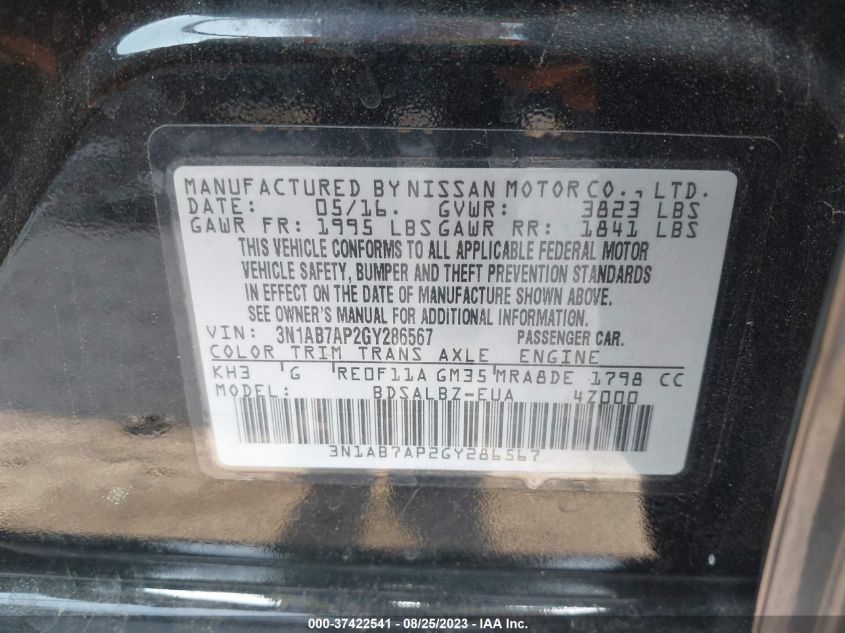 MANUFACTURED BY NISSAN MOTOR CO., LTD.
DATE: 05/16. GVWR: 3823 LBS
GAWR FR: 1995 LBS GAWR RR: 1841 LBS
THIS VEHICLE CONFORMS TO ALL APPLICABLE FEDERAL MOTOR
VEHICLE SAFETY, BUMPER AND THEFT PREVENTION STANDARDS
IN EFFECT ON THE DATE OF MANUFACTURE SHOWN ABOVE.
SEE OWNER'S MANUAL FOR ADDITIONAL INFORMATION.
VIN: 3N1AB7AP2GY286567 PASSENGER CAR.
COLOR TRIM TRANS AXLE ENGINE
KH3 G RE0F11A GM35 MRA8DE 1798 CC
MODEL: BDSALBZ-EUA 47000
3N1AB7AP2GY286567
000-37422541 - 08/25/2023 - IAA Inc.